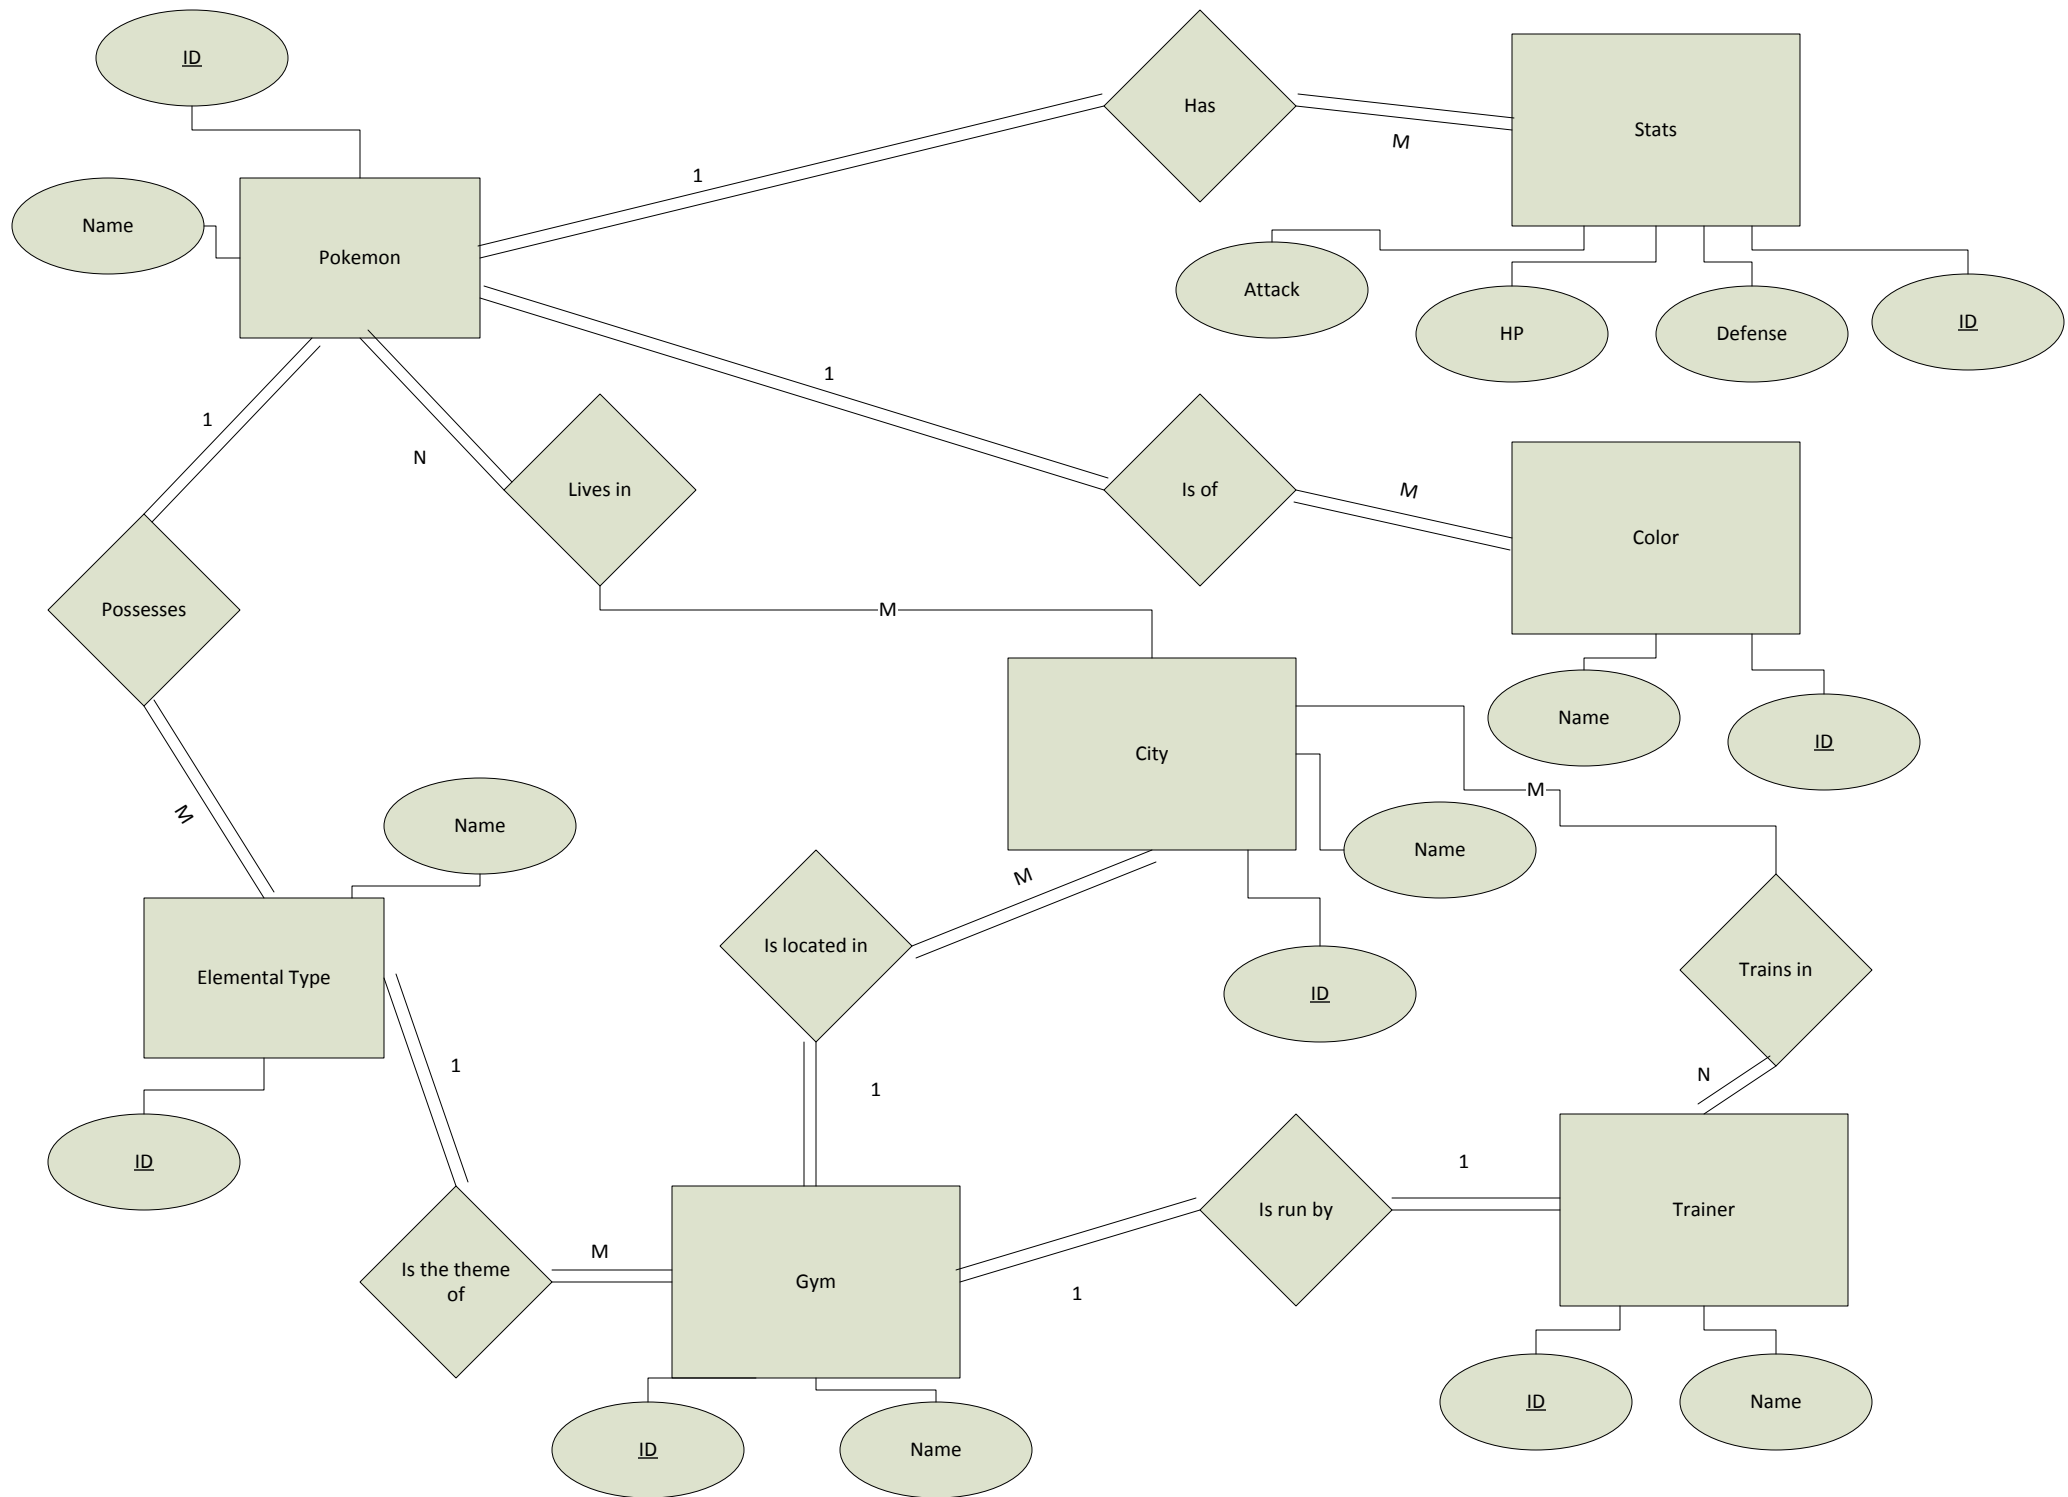 ID
Has
Stats
M
1
Name
Pokemon
Attack
HP
Defense
ID
1
1
N
Lives in
Is of
M
Color
Possesses
M
Name
ID
City
M
M
Name
Name
M
Is located in
Elemental Type
ID
Trains in
1
1
N
ID
1
Is run by
Trainer
M
Is the theme
of
Gym
1
ID
Name
ID
Name